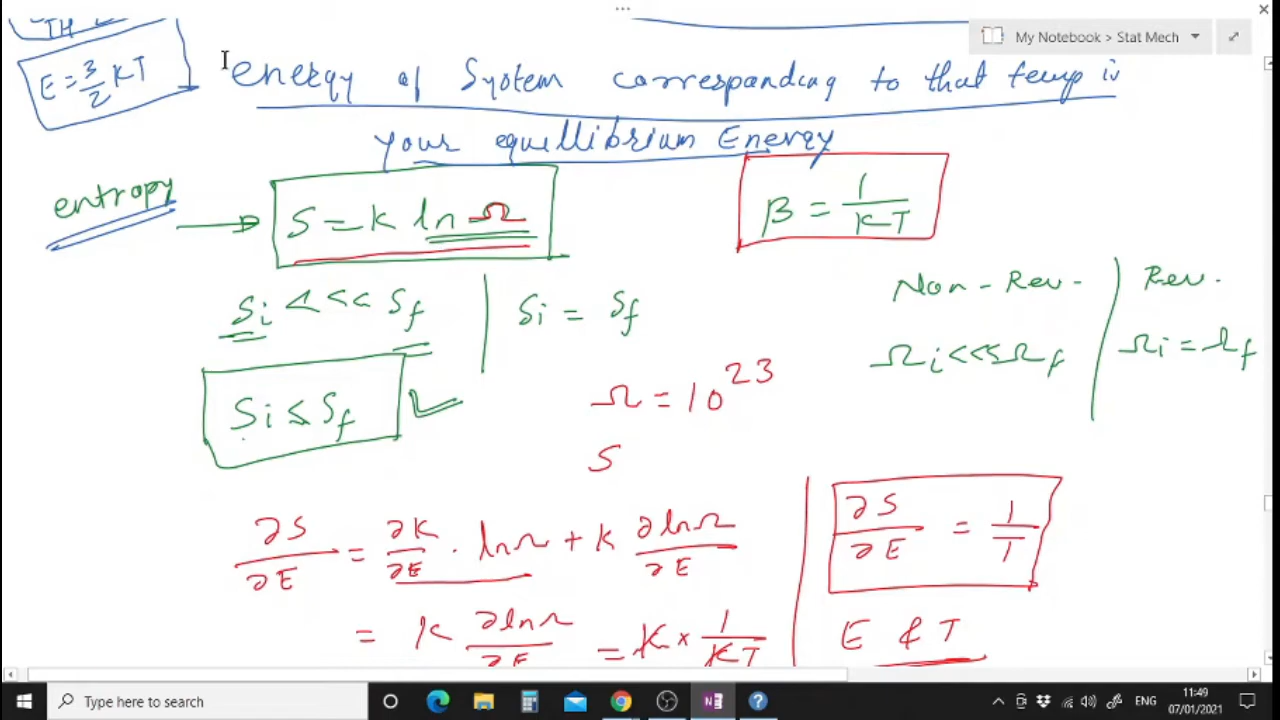 My Notebook > Stat Mech
E = 3/2 KT
energy of System corresponding to that temp is
your equellibrium Energy
entropy → S = K ln Ω
β = 1/KT
Non-Rev. | Rev.
Si <<< Sf | Si = Sf
Ωi <<< Ωf | Ωi = Ωf
Si ≤ Sf ✓
Ω = 10^23
S
∂S/∂E = ∂K/∂E . lnΩ + K ∂lnΩ/∂E
= K ∂lnΩ/∂E = K × 1/KT
∂S/∂E = 1/T
E & T
Type here to search
ENG
11:49
07/01/2021